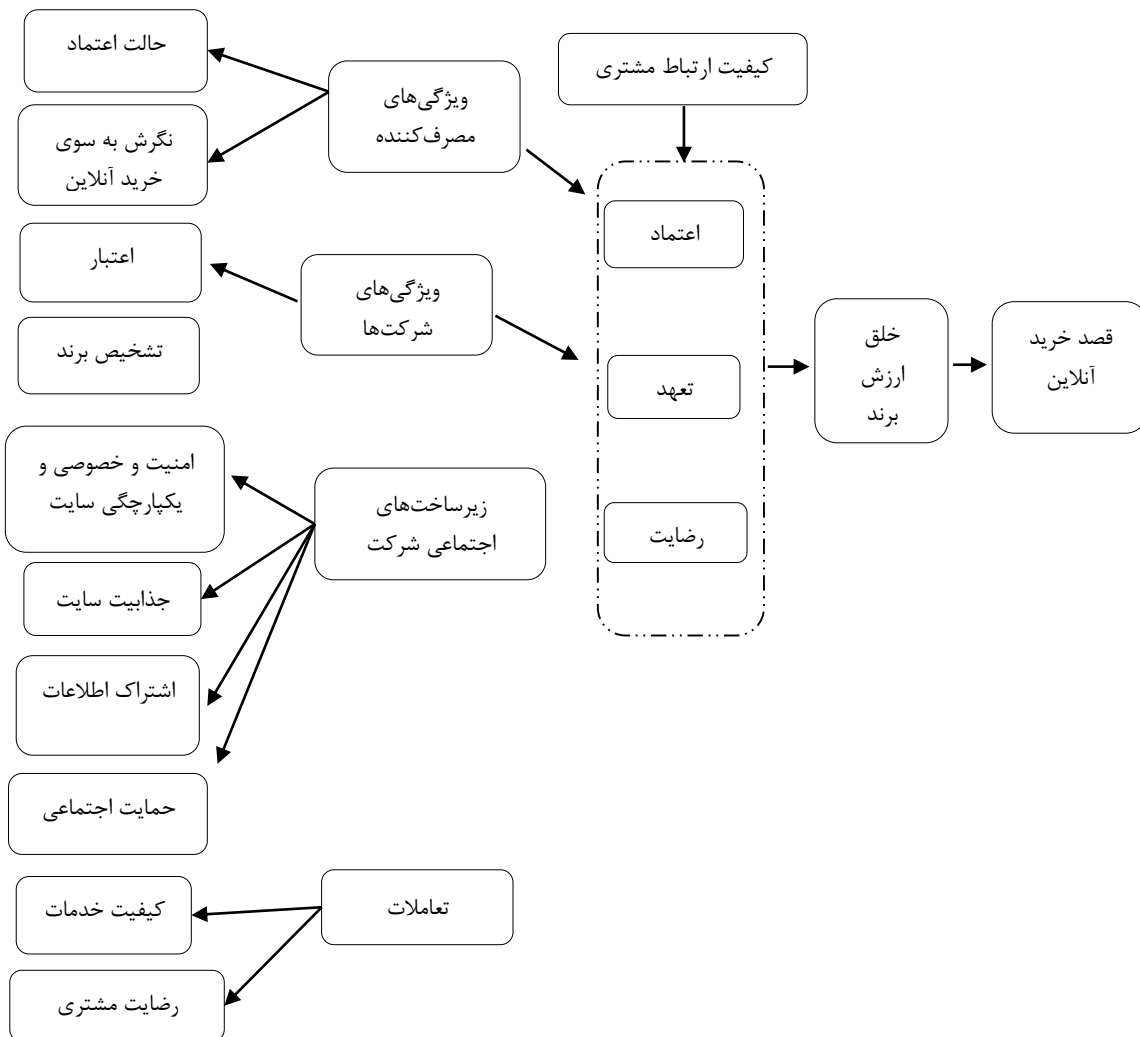 حالت اعتماد
کیفیت ارتباط مشتری
ویژگی‌های
مصرف‌کننده
نگرش به سوی
خرید آنلاین
اعتماد
اعتبار
ویژگی‌های
شرکت‌ها
تشخیص برند
تعهد
خلق
ارزش
برند
قصد خرید
آنلاین
امنیت و خصوصی و
یکپارچگی سایت
زیرساخت‌های
اجتماعی شرکت
رضایت
جذابیت سایت
اشتراک اطلاعات
حمایت اجتماعی
کیفیت خدمات
تعاملات
رضایت مشتری